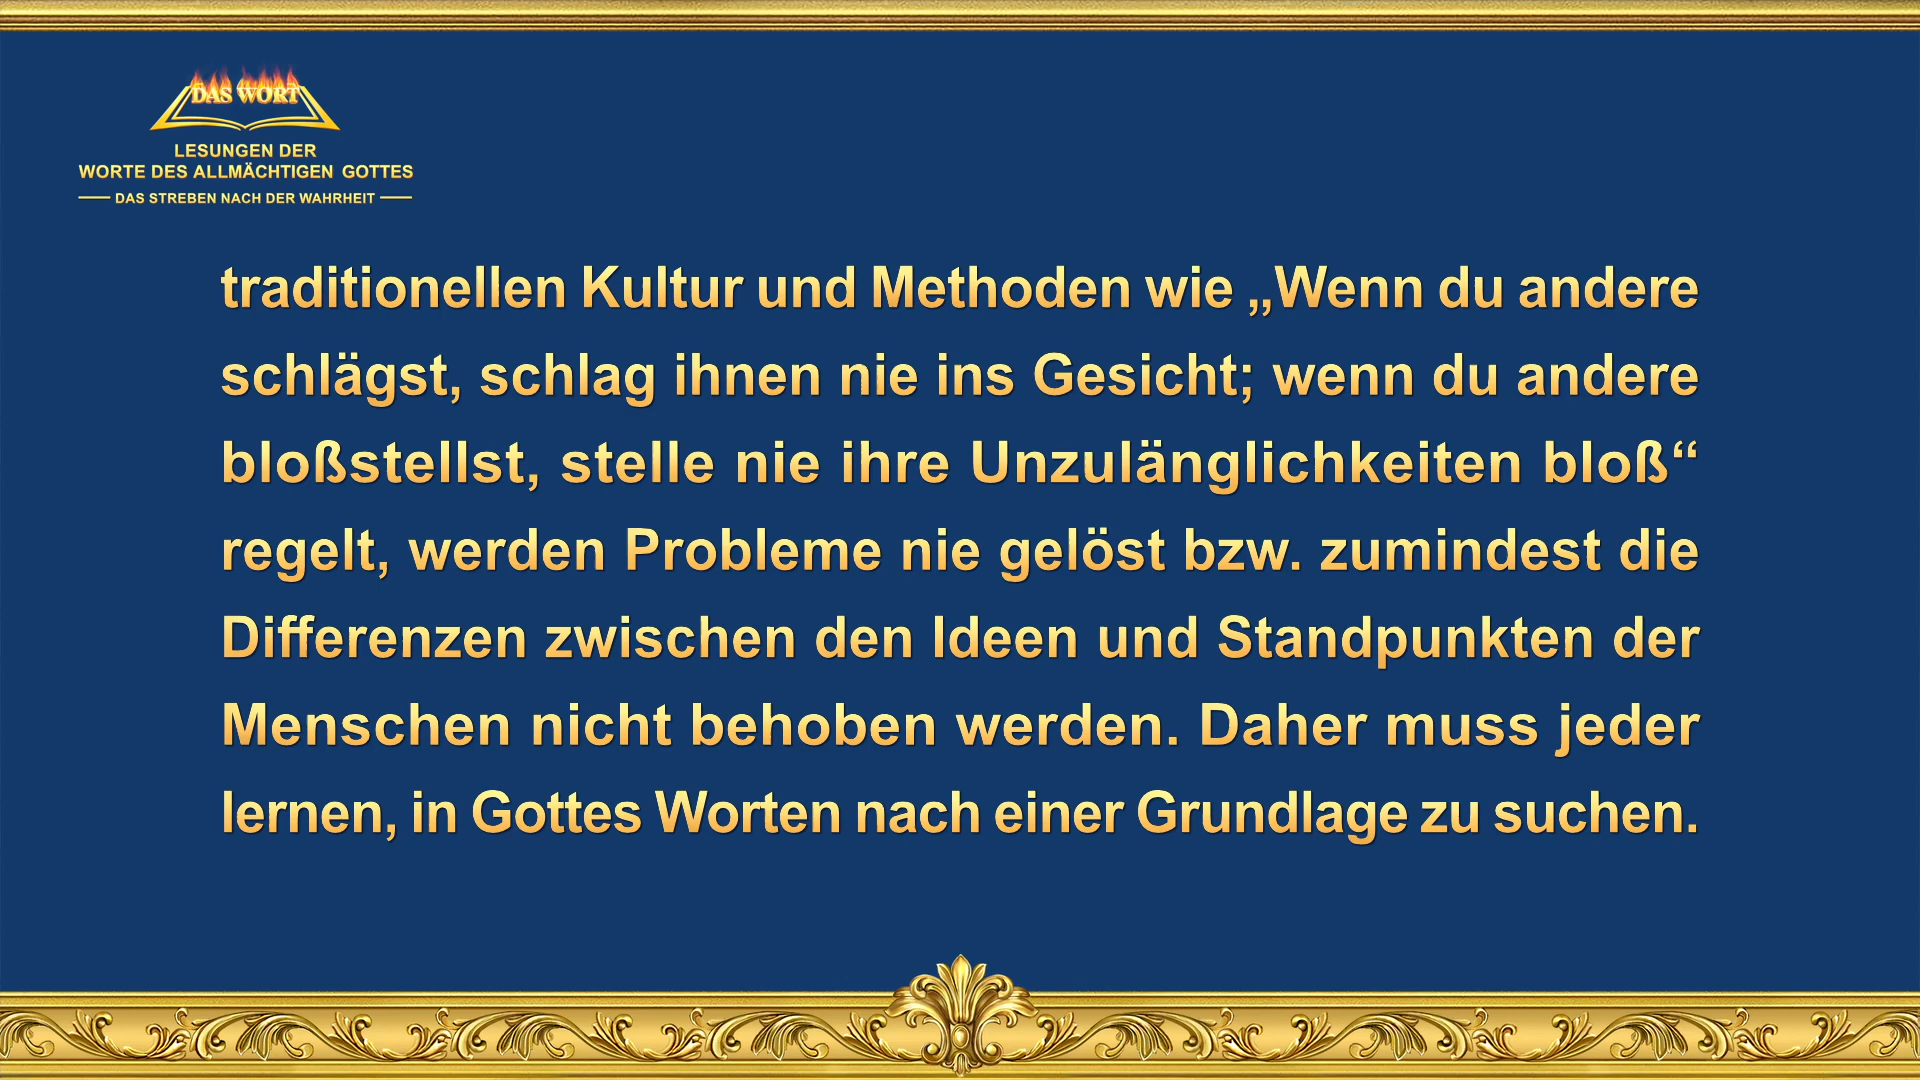 DAS WORT
LESUNGEN DER
WORTE DES ALLMÄCHTIGEN GOTTES
DAS STREBEN NACH DER WAHRHEIT
traditionellen Kultur und Methoden wie „Wenn du andere
schlägst, schlag ihnen nie ins Gesicht; wenn du andere
bloßstellst, stelle nie ihre Unzulänglichkeiten bloß“
regelt, werden Probleme nie gelöst bzw. zumindest die
Differenzen zwischen den Ideen und Standpunkten der
Menschen nicht behoben werden. Daher muss jeder
lernen, in Gottes Worten nach einer Grundlage zu suchen.